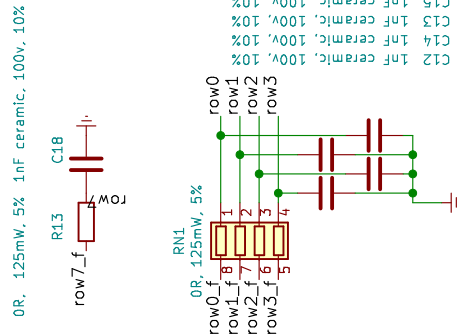 C12 1nF ceramic, 100v, 10%
C14 1nF ceramic, 100v, 10%
C13 1nF ceramic, 100v, 10%
C15 1nF ceramic, 100v, 10%
1nF ceramic, 100v, 10%
0R, 125mW, 5%
C18
R13
row7
row7_f
row0
row1
row2
row3
RN1
0R, 125mW, 5%
1
2
3
4
8
7
6
5
row0_f
row1_f
row2_f
row3_f